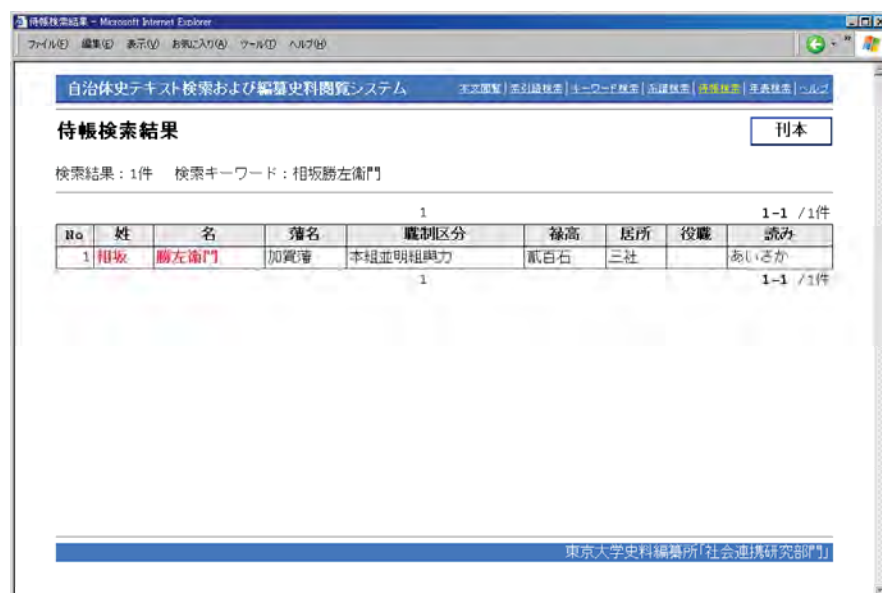 侍帳検索結果 - Microsoft Internet Explorer
ファイル(F) 編集(E) 表示(V) お気に入り(A) ツール(T) ヘルプ(H)
自治体史テキスト検索および編纂史料閲覧システム 本文閲覧|索引語検索|キーワード検索|系譜検索|侍帳検索|年表検索|ヘルプ
侍帳検索結果 刊本
検索結果:1件 検索キーワード:相坂勝左衛門
1 1-1 /1件
No 姓 名 藩名 職制区分 禄高 居所 役職 読み
1 相坂 勝左衛門 加賀藩 本組並明組與力 貳百石 三社 あいさか
1 1-1 /1件
東京大学史料編纂所「社会連携研究部門」